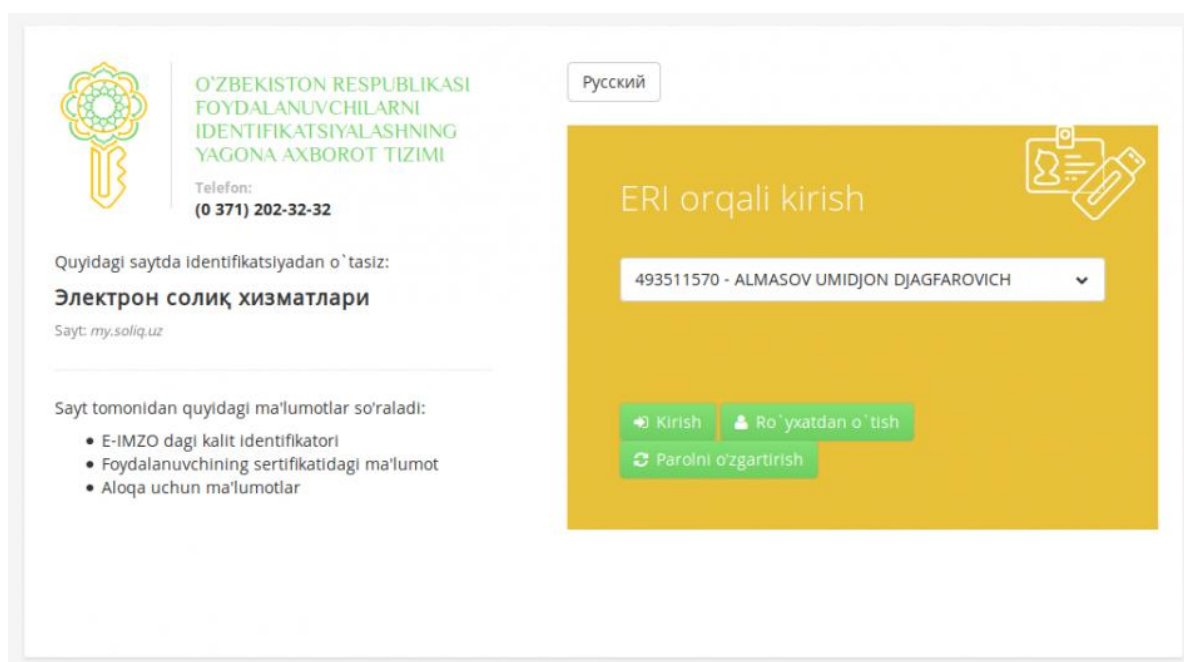 O'ZBEKISTON RESPUBLIKASI
FOYDALANUVCHILARNI
IDENTIFIKATSIYALASHNING
YAGONA AXBOROT TIZIMI
Telefon:
(0 371) 202-32-32
Quyidagi saytda identifikatsiyadan o`tasiz:
Электрон солиқ хизматлари
Sayt: my.soliq.uz
Sayt tomonidan quyidagi ma'lumotlar so'raladi:
• E-IMZO dagi kalit identifikatori
• Foydalanuvchining sertifikatidagi ma'lumot
• Aloqa uchun ma'lumotlar
Русский
ERI orqali kirish
493511570 - ALMASOV UMIDJON DJAGFAROVICH
Kirish
Ro`yxatdan o`tish
Parolni o'zgartirish